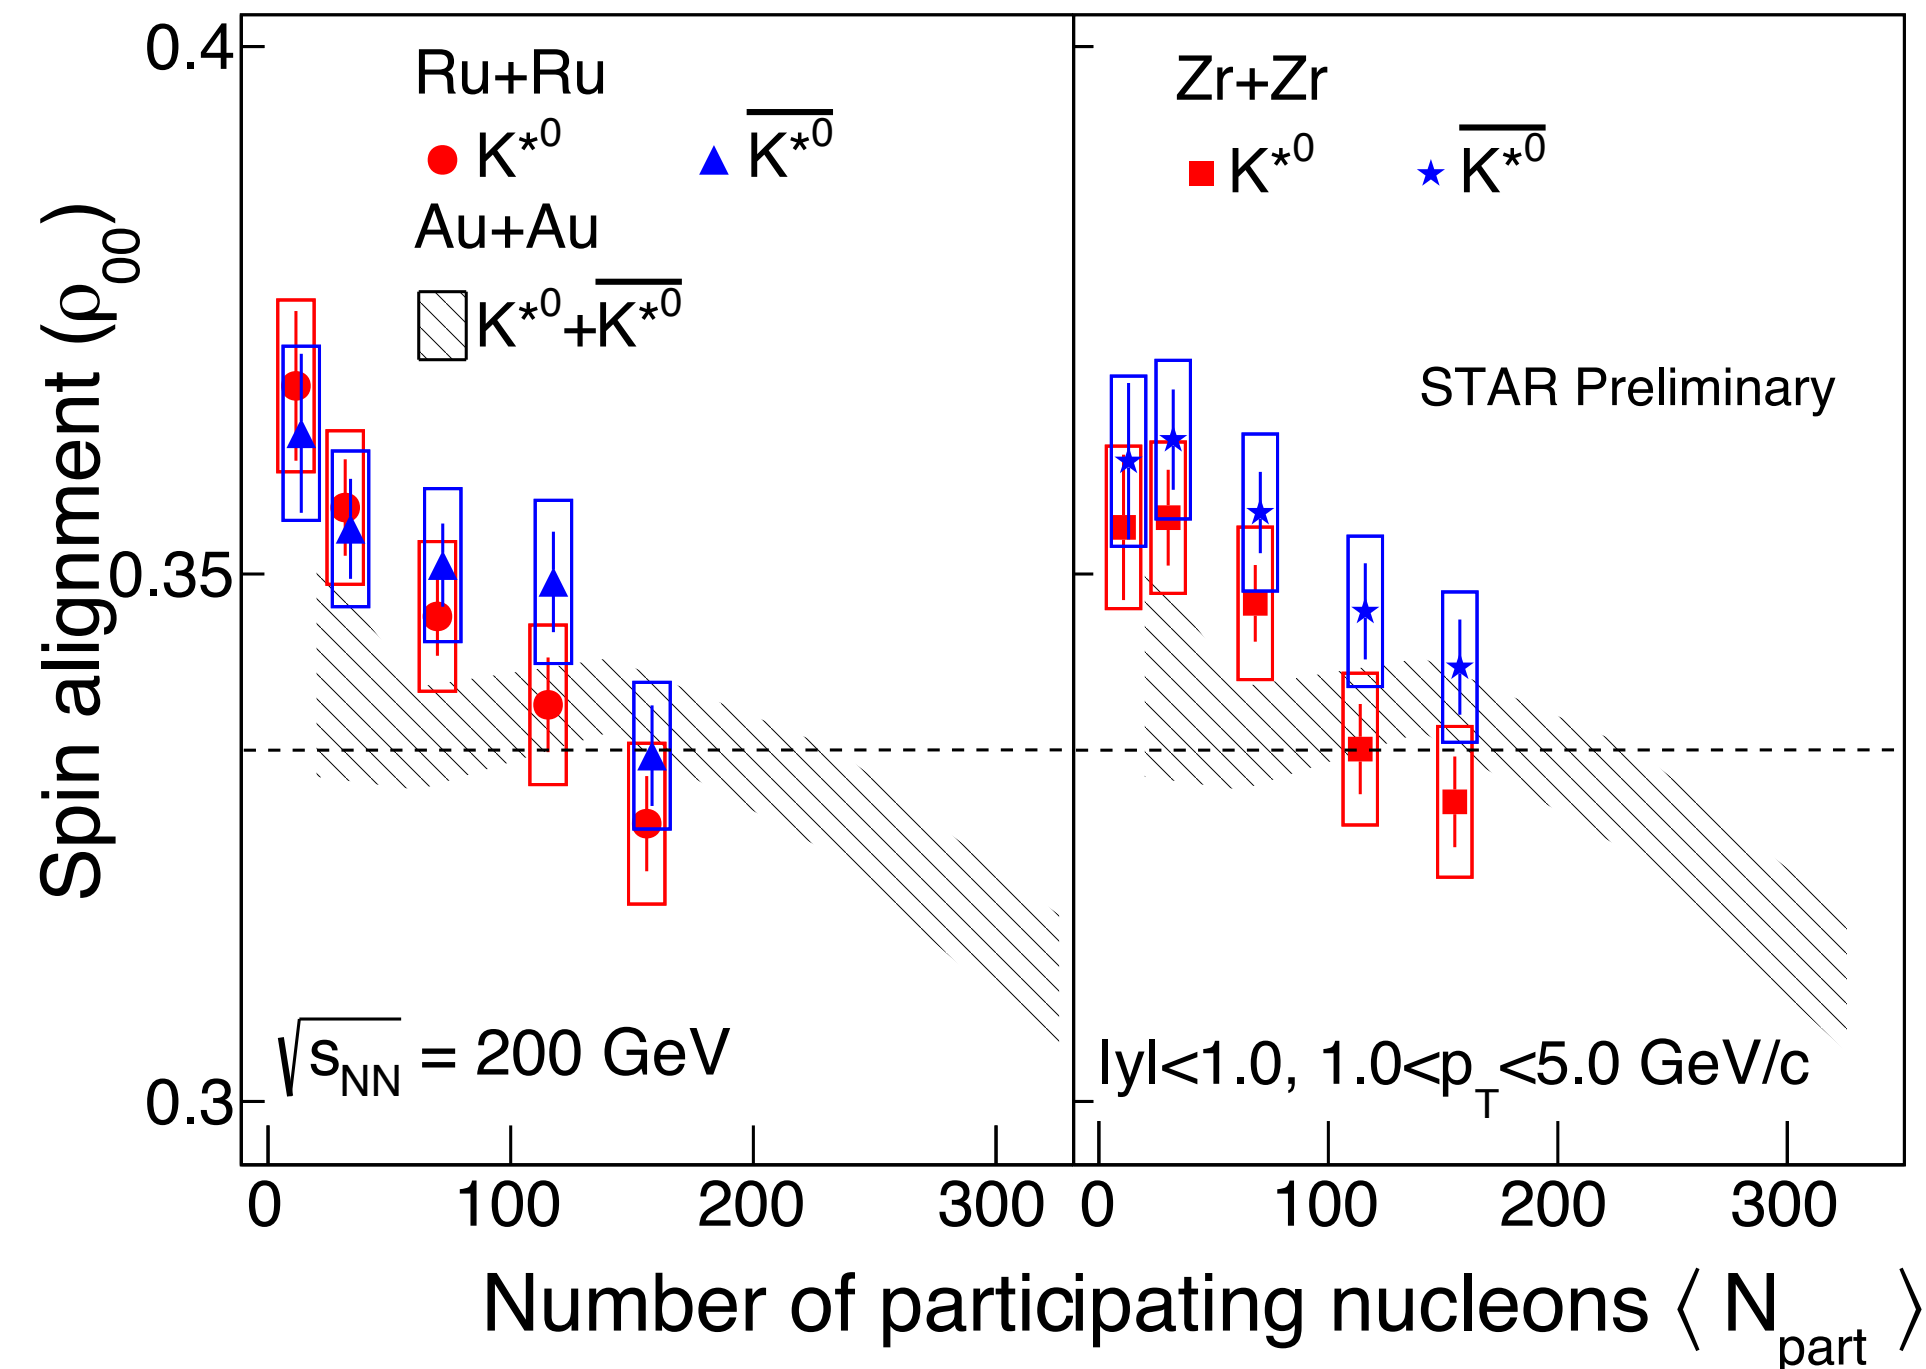 Spin alignment (ρ00)
0.4
0.35
0.3
Ru+Ru
K*0 K*0
Au+Au
K*0+K*0
√sNN = 200 GeV
0 100 200 300
Zr+Zr
K*0 K*0
STAR Preliminary
|y|<1.0, 1.0<pT<5.0 GeV/c
0 100 200 300
Number of participating nucleons ⟨ Npart ⟩